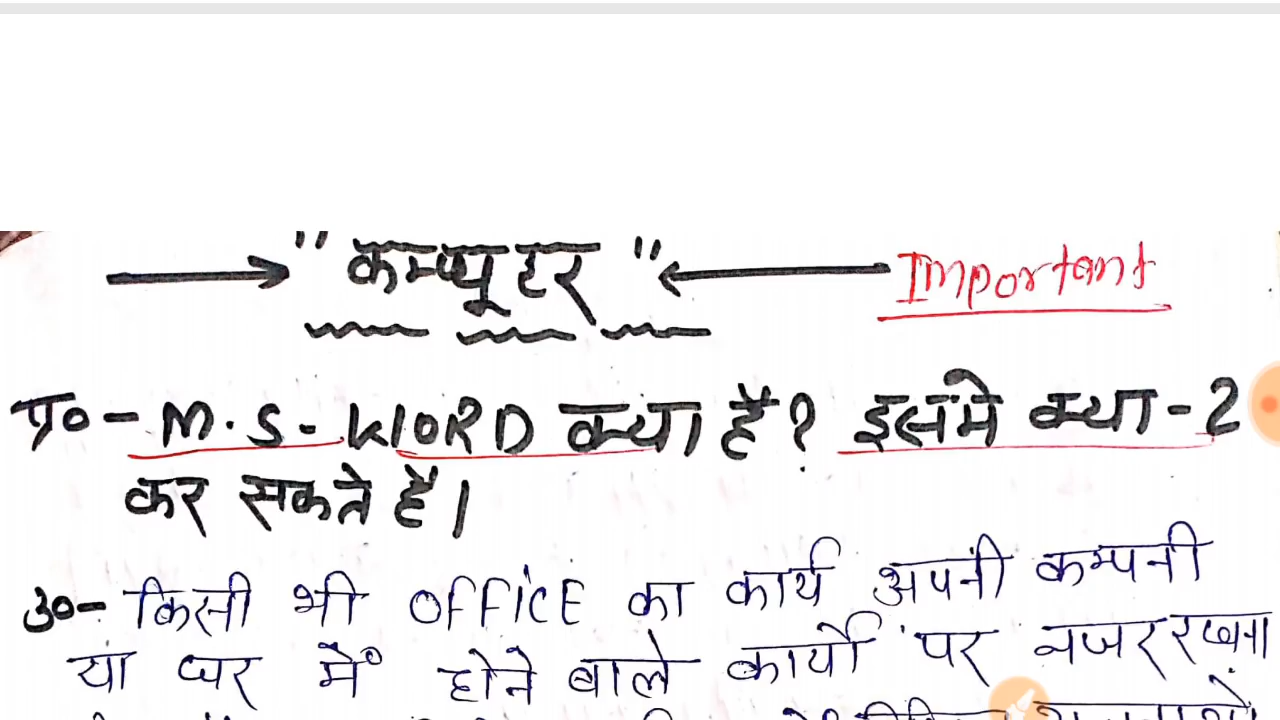 " कम्प्यूटर " Important
प्र०- M.S- WORD क्या है? इसमे क्या-2
कर सकते हैं।
उ०- किसी भी OFFICE का कार्य अपनी कम्पनी
या घर में होने वाले कार्यो पर नजर रखना